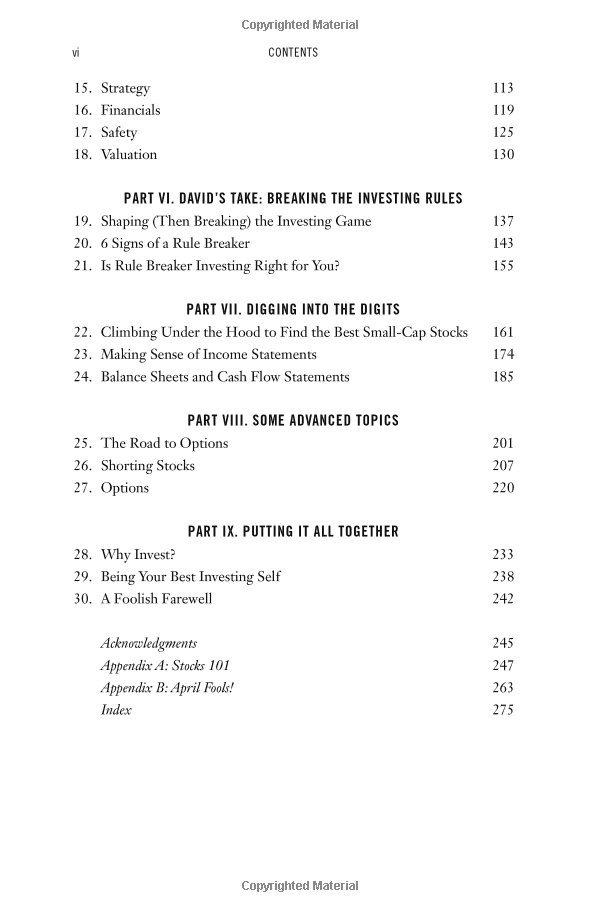 Copyrighted Material
vi CONTENTS
15. Strategy 113
16. Financials 119
17. Safety 125
18. Valuation 130
PART VI. DAVID'S TAKE: BREAKING THE INVESTING RULES
19. Shaping (Then Breaking) the Investing Game 137
20. 6 Signs of a Rule Breaker 143
21. Is Rule Breaker Investing Right for You? 155
PART VII. DIGGING INTO THE DIGITS
22. Climbing Under the Hood to Find the Best Small-Cap Stocks 161
23. Making Sense of Income Statements 174
24. Balance Sheets and Cash Flow Statements 185
PART VIII. SOME ADVANCED TOPICS
25. The Road to Options 201
26. Shorting Stocks 207
27. Options 220
PART IX. PUTTING IT ALL TOGETHER
28. Why Invest? 233
29. Being Your Best Investing Self 238
30. A Foolish Farewell 242
Acknowledgments 245
Appendix A: Stocks 101 247
Appendix B: April Fools! 263
Index 275
Copyrighted Material